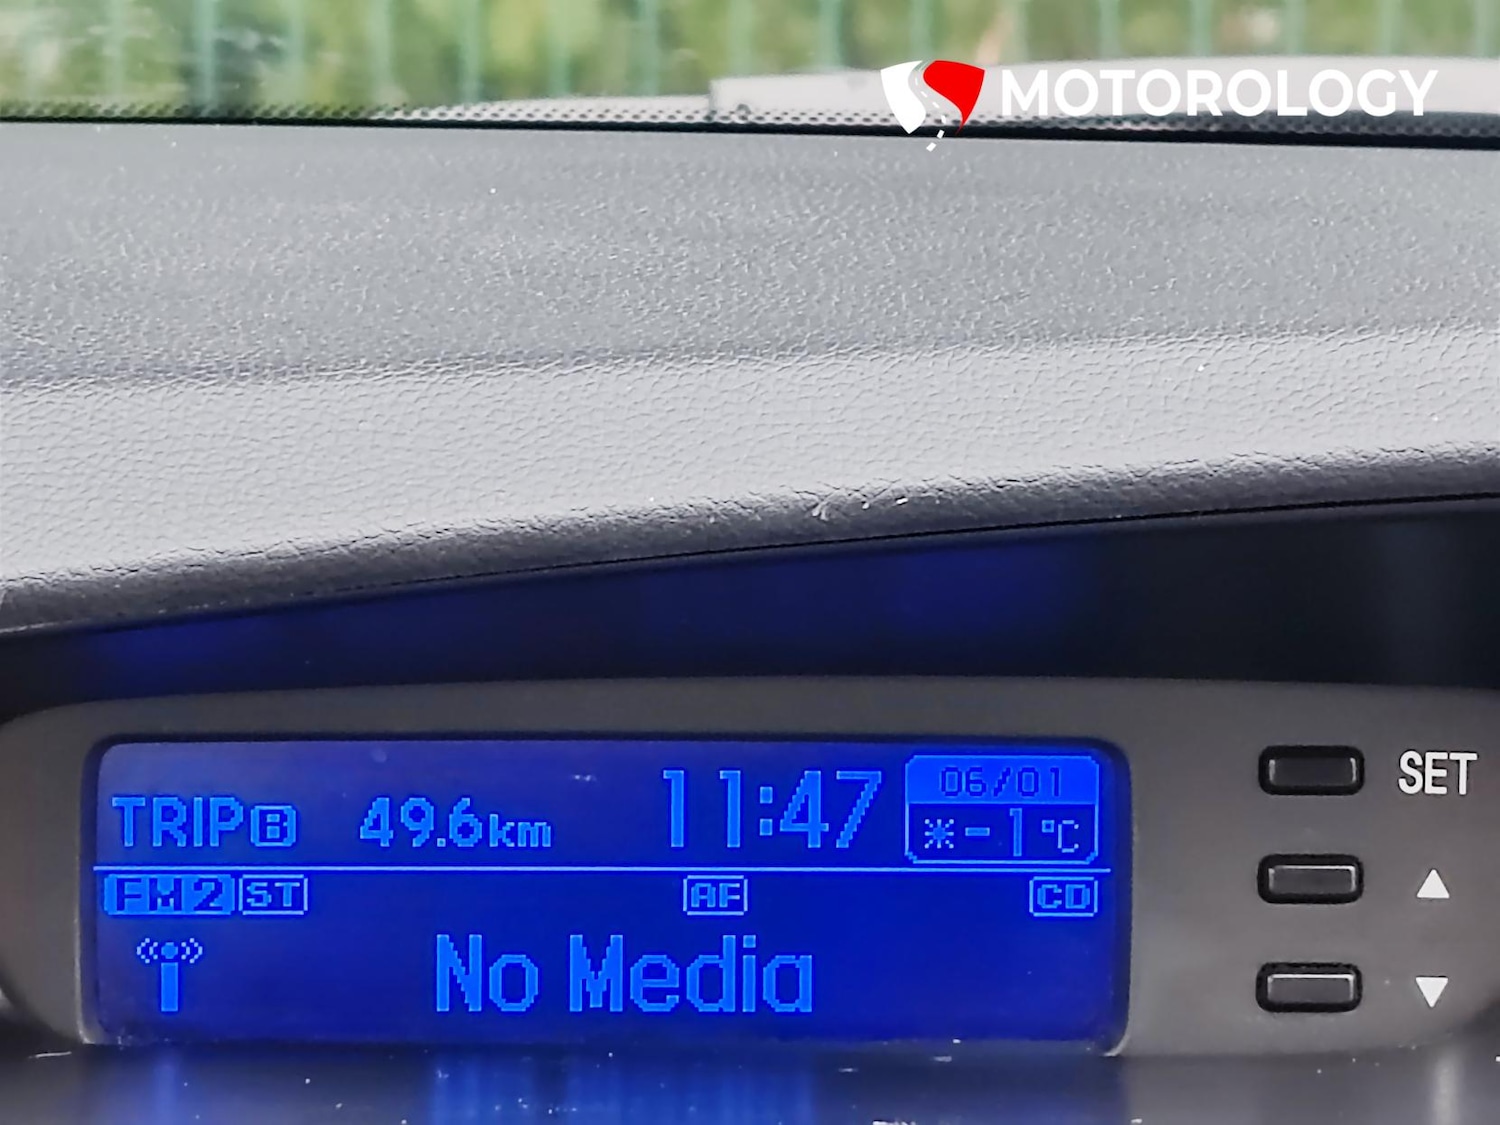 MOTOROLOGY
TRIP B 49.6km 11:47 06/01
-1°C
FM2 ST AF CD
No Media
SET